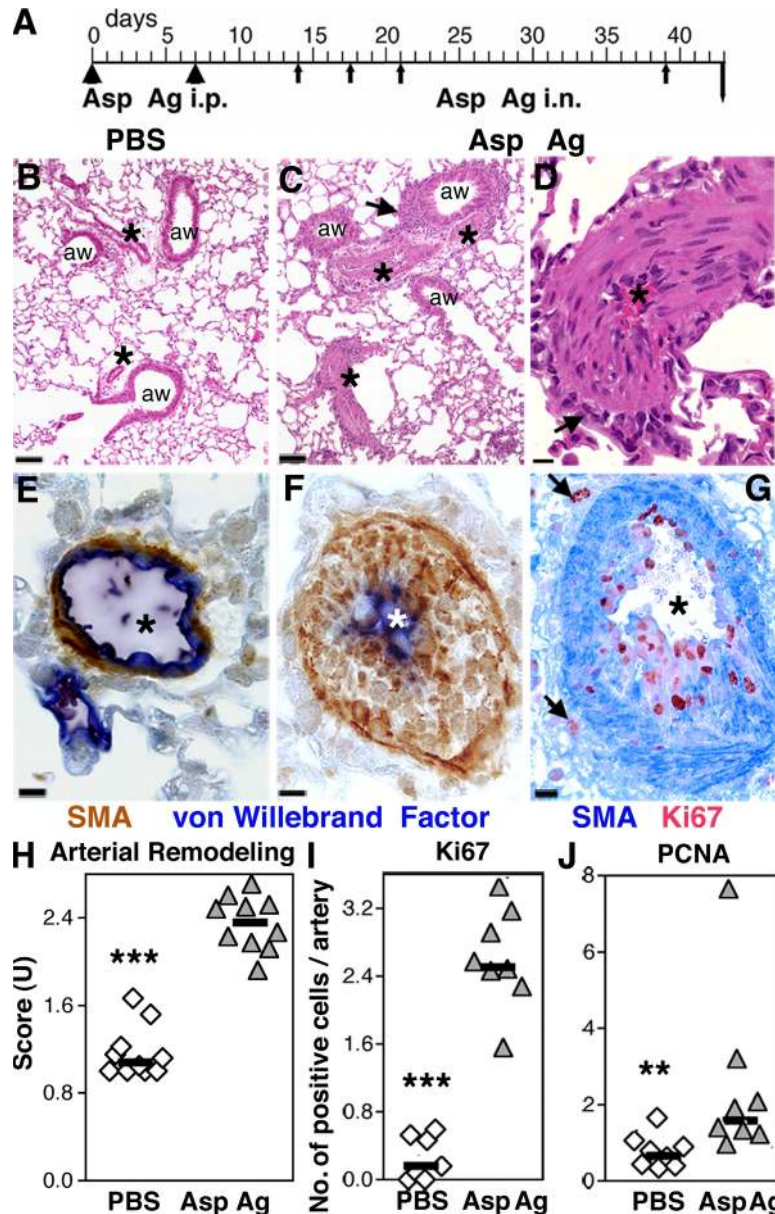 A
days
0 5 10 15 20 25 30 35 40
Asp Ag i.p. Asp Ag i.n.
PBS Asp Ag
B
aw
aw
*
*
aw
C
aw
aw
*
*
aw
*
D
*
E
*
F
*
G
*
SMA von Willebrand Factor SMA Ki67
H Arterial Remodeling
Score (U)
2.4
1.6
0.8
0.0
***
PBS Asp Ag
I Ki67
No. of positive cells / artery
3.2
2.4
1.6
0.8
0.0
***
PBS Asp Ag
J PCNA
8
6
4
2
0
**
PBS Asp Ag